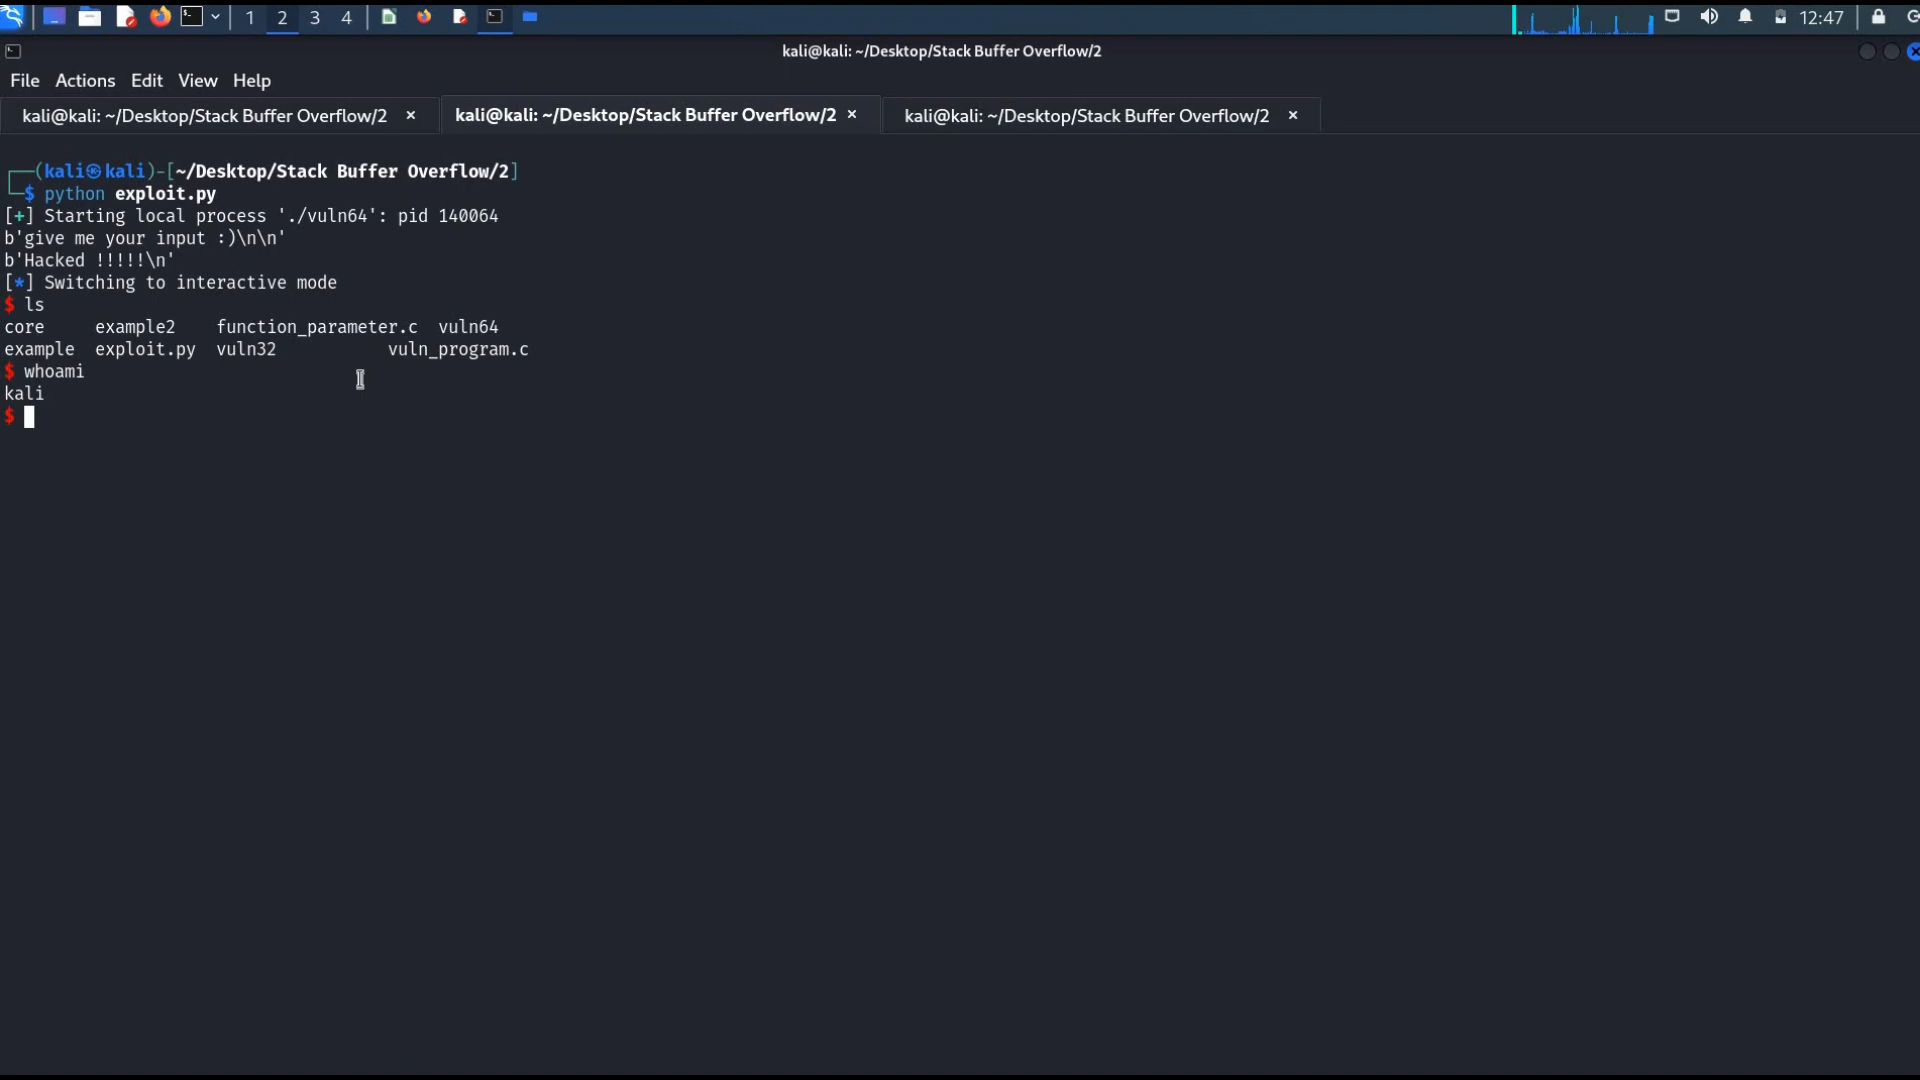 1 2 3 4 12:47
kali@kali: ~/Desktop/Stack Buffer Overflow/2
File Actions Edit View Help
kali@kali: ~/Desktop/Stack Buffer Overflow/2 × kali@kali: ~/Desktop/Stack Buffer Overflow/2 × kali@kali: ~/Desktop/Stack Buffer Overflow/2 ×
┌──(kali㉿kali)-[~/Desktop/Stack Buffer Overflow/2]
└─$ python exploit.py
[+] Starting local process './vuln64': pid 140064
b'give me your input :)\n\n'
b'Hacked !!!!!\n'
[*] Switching to interactive mode
$ ls
core example2 function_parameter.c vuln64
example exploit.py vuln32 vuln_program.c
$ whoami
kali
$